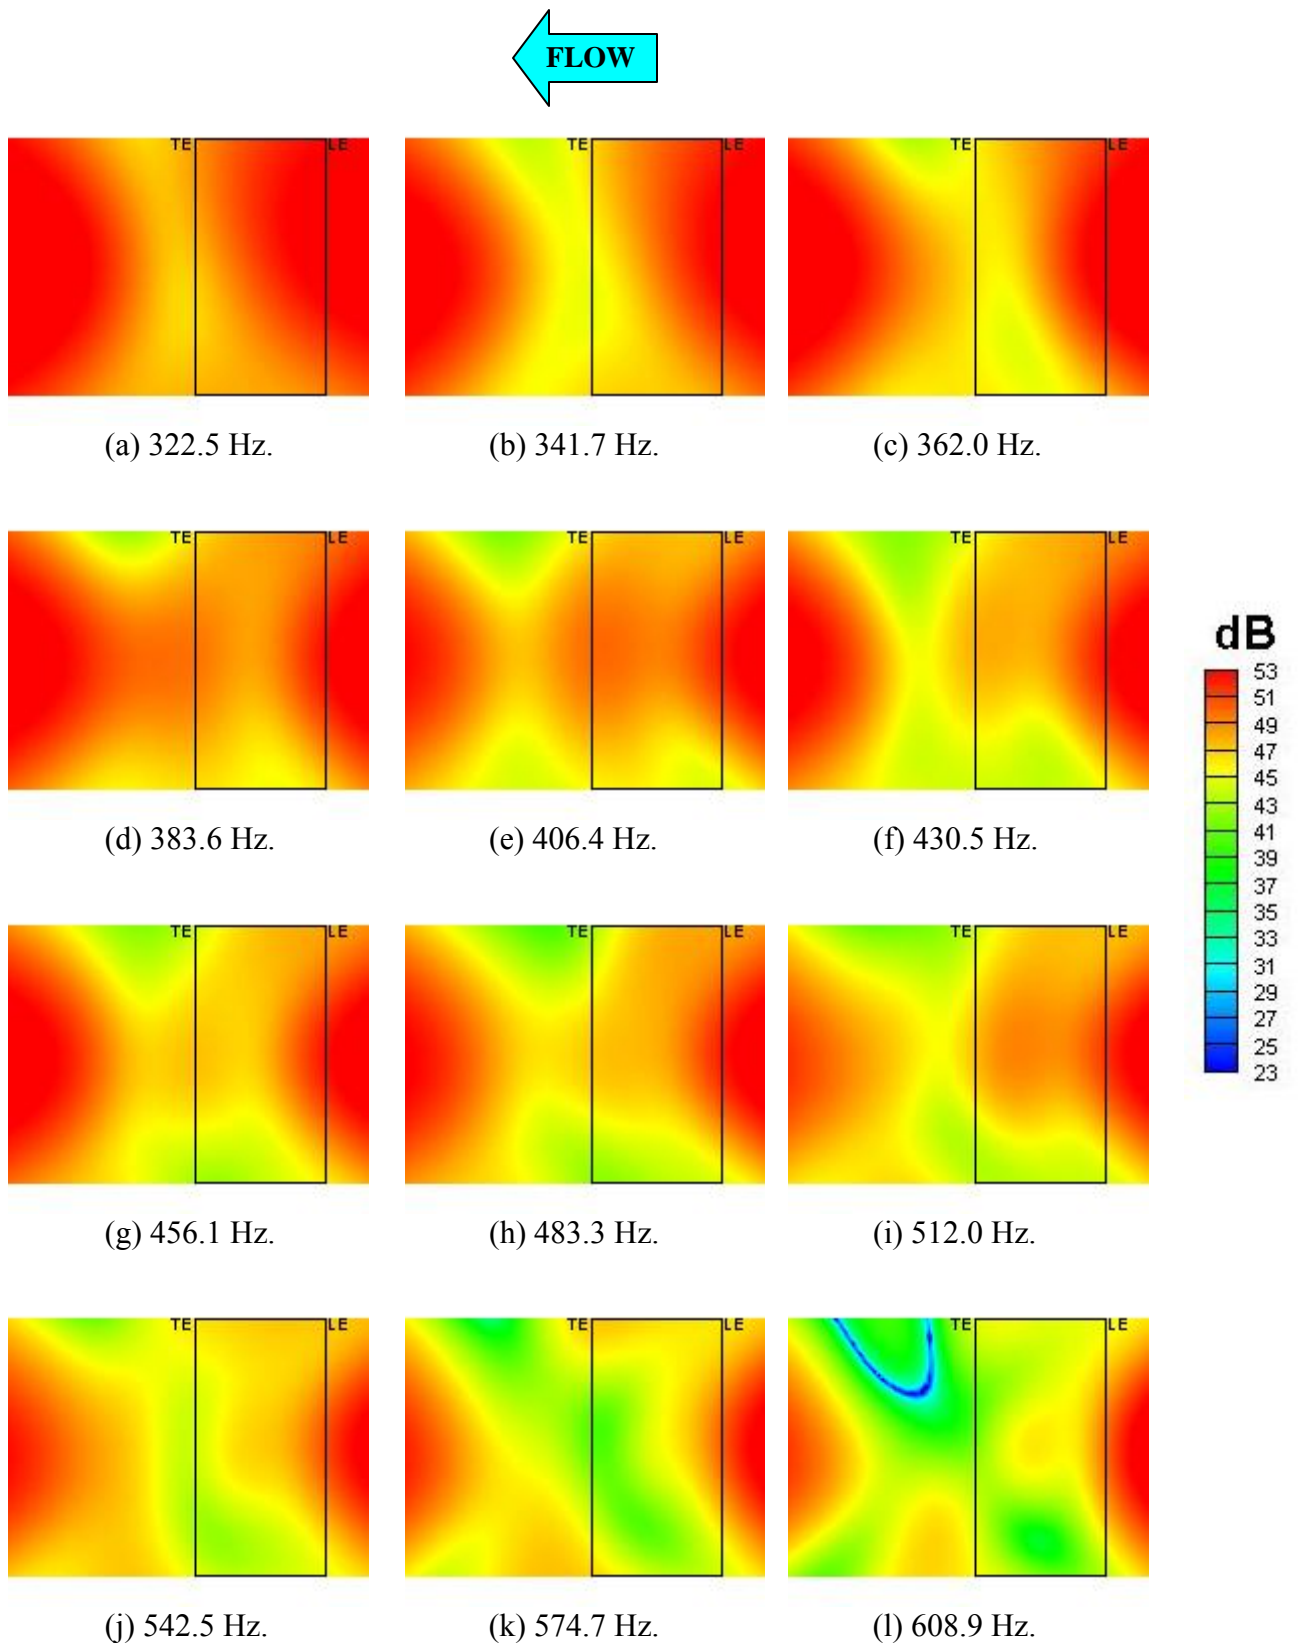 FLOW
TE LE TE LE TE LE
(a) 322.5 Hz. (b) 341.7 Hz. (c) 362.0 Hz.
TE LE TE LE TE LE
(d) 383.6 Hz. (e) 406.4 Hz. (f) 430.5 Hz.
dB
53
51
49
47
45
43
41
39
37
35
33
31
29
27
25
23
TE LE TE LE TE LE
(g) 456.1 Hz. (h) 483.3 Hz. (i) 512.0 Hz.
TE LE TE LE TE LE
(j) 542.5 Hz. (k) 574.7 Hz. (l) 608.9 Hz.